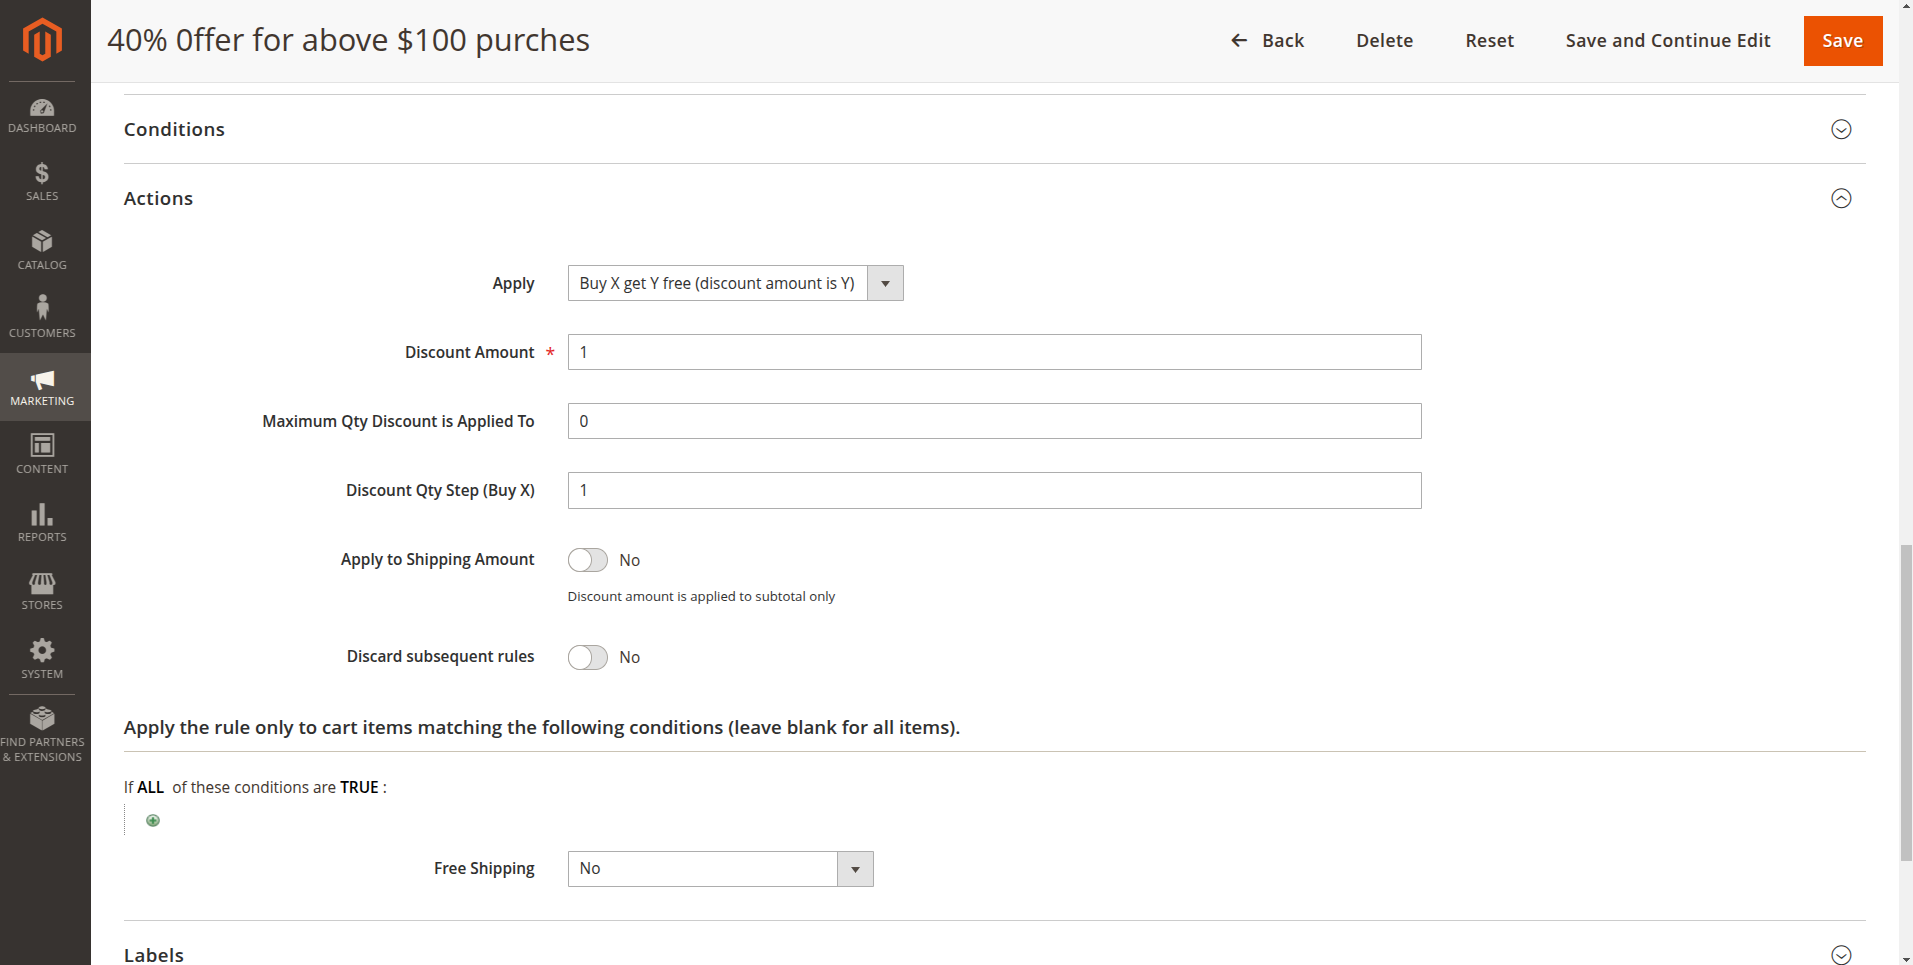 40% Offer for above $100 purches
Back
Delete
Reset
Save and Continue Edit
Save
DASHBOARD
SALES
CATALOG
CUSTOMERS
MARKETING
CONTENT
REPORTS
STORES
SYSTEM
FIND PARTNERS
& EXTENSIONS
Conditions
Actions
Apply
Buy X get Y free (discount amount is Y)
Discount Amount *
1
Maximum Qty Discount is Applied To
0
Discount Qty Step (Buy X)
1
Apply to Shipping Amount
No
Discount amount is applied to subtotal only
Discard subsequent rules
No
Apply the rule only to cart items matching the following conditions (leave blank for all items).
If ALL of these conditions are TRUE :
Free Shipping
No
Labels